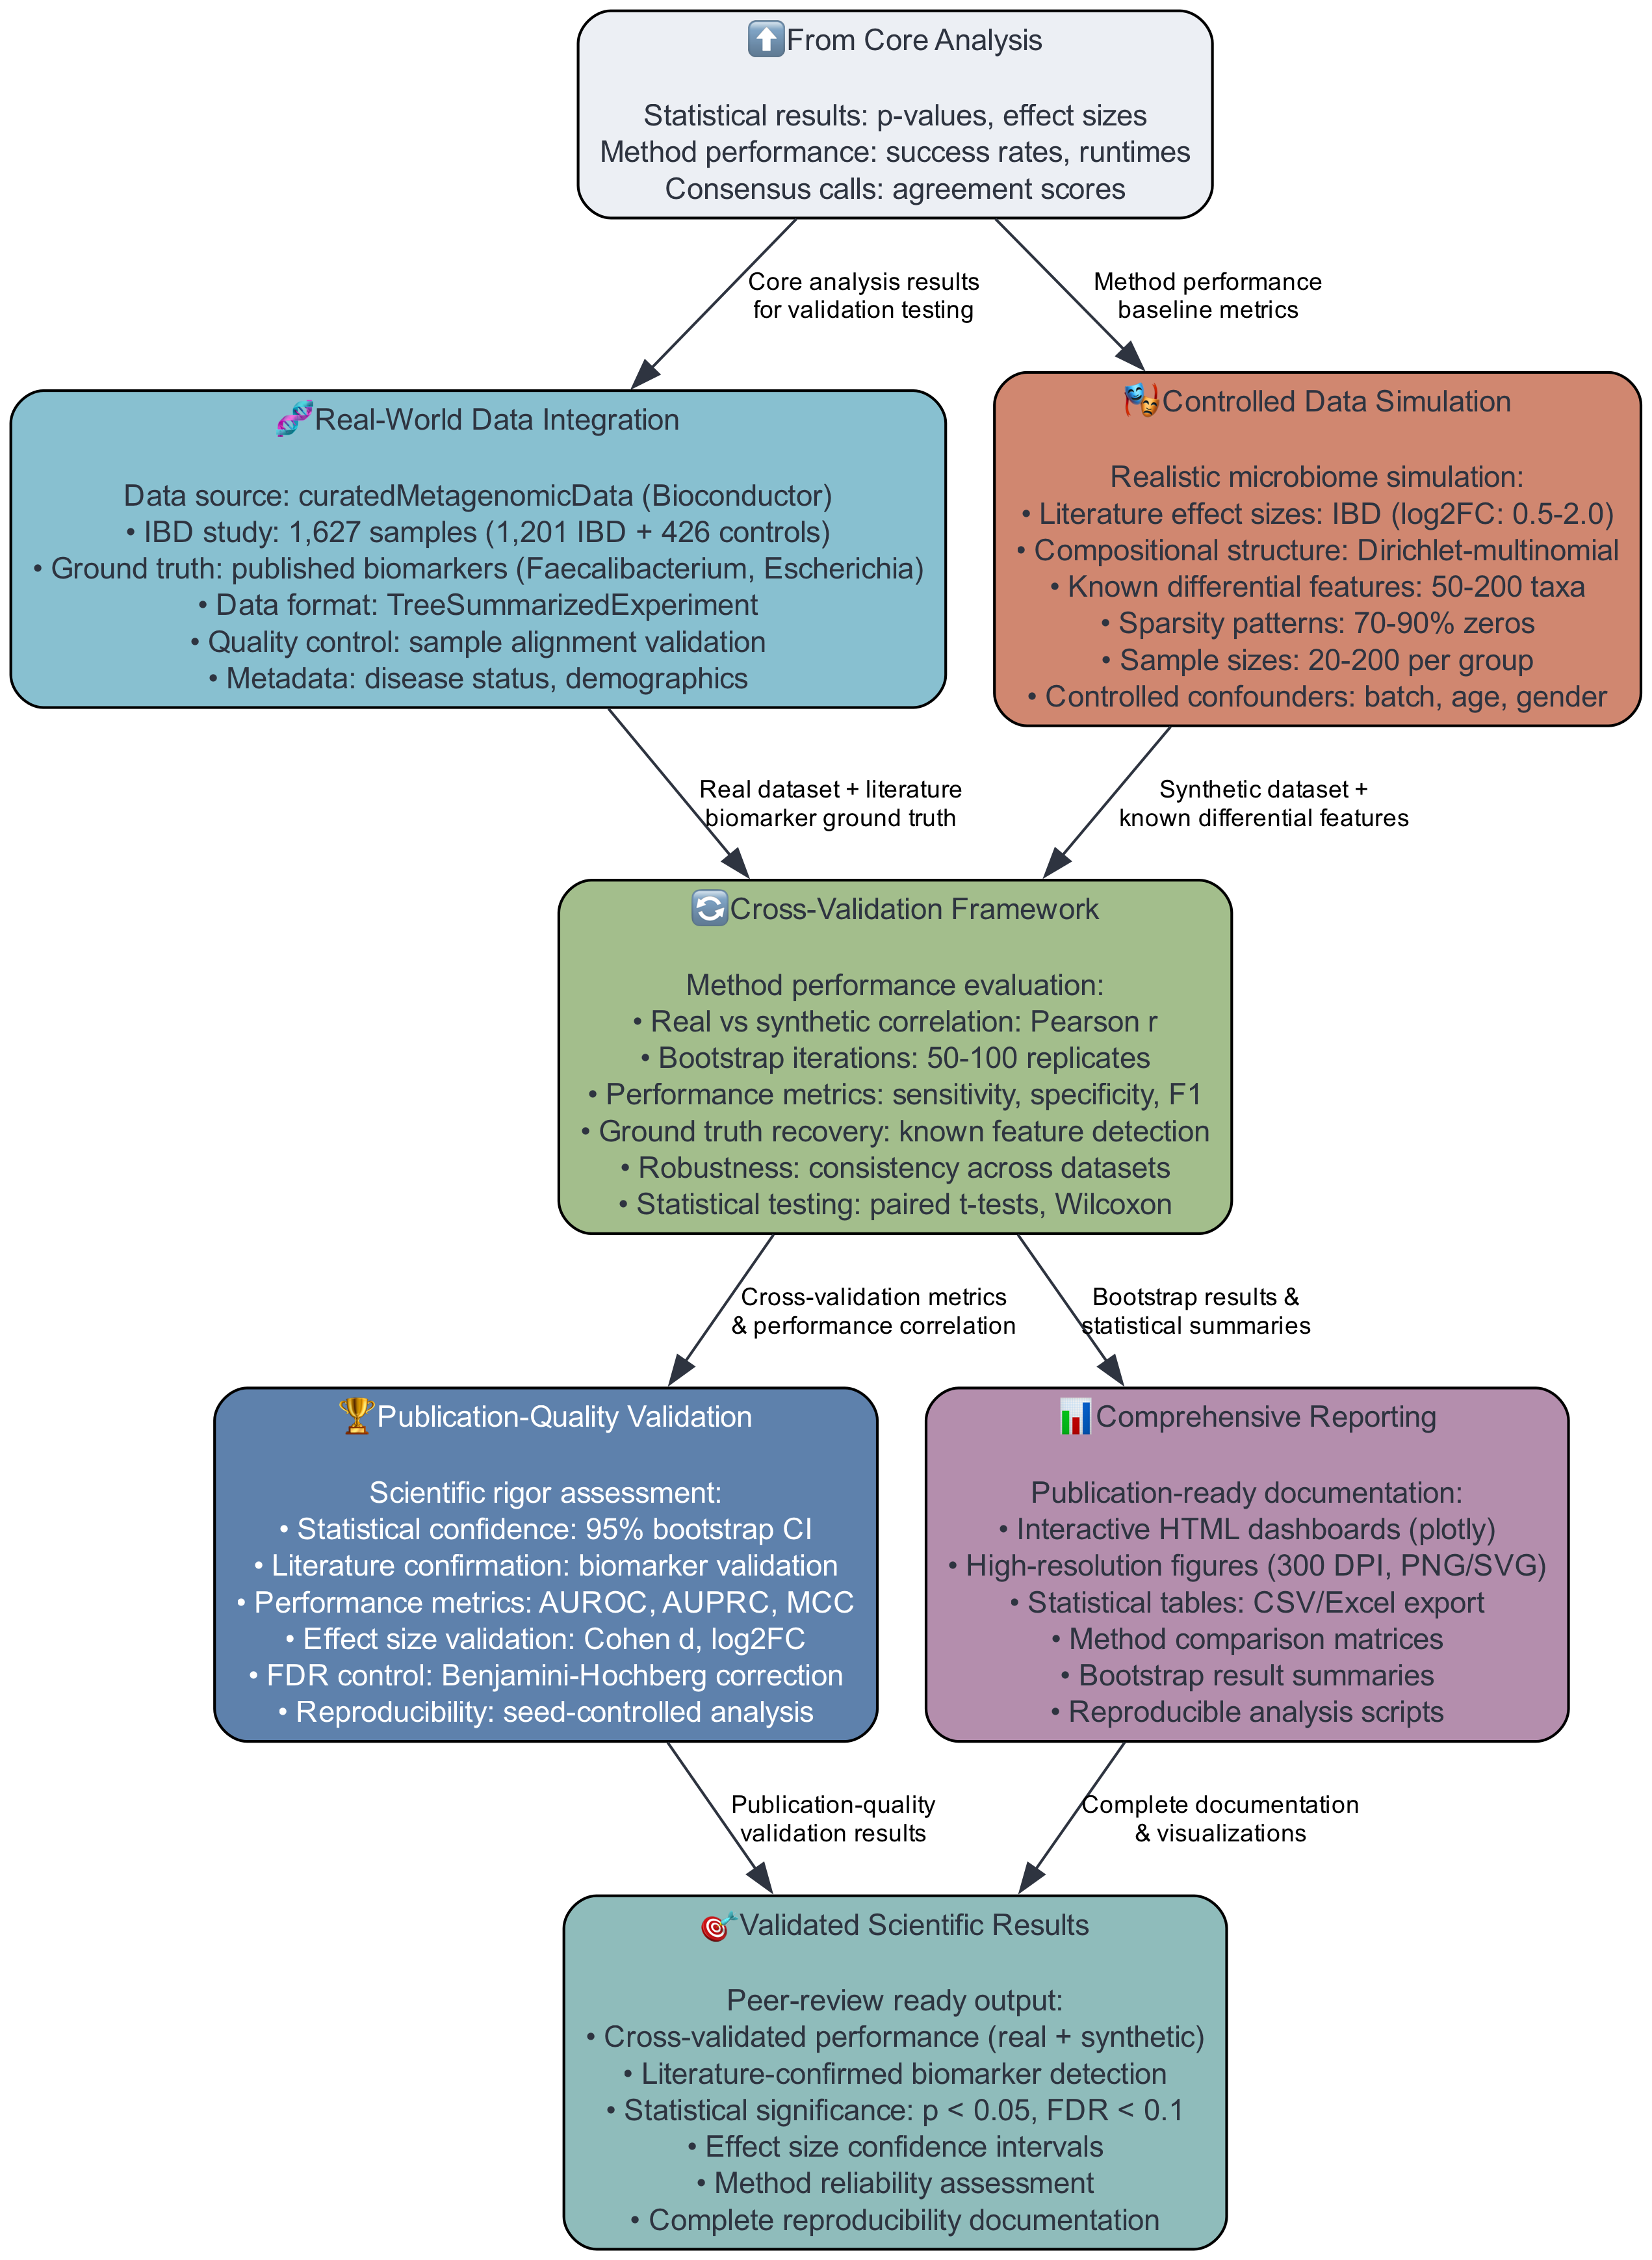 ⬆️From Core Analysis
Statistical results: p-values, effect sizes
Method performance: success rates, runtimes
Consensus calls: agreement scores
Core analysis results
for validation testing
Method performance
baseline metrics
🧬Real-World Data Integration
Data source: curatedMetagenomicData (Bioconductor)
• IBD study: 1,627 samples (1,201 IBD + 426 controls)
• Ground truth: published biomarkers (Faecalibacterium, Escherichia)
• Data format: TreeSummarizedExperiment
• Quality control: sample alignment validation
• Metadata: disease status, demographics
🎭Controlled Data Simulation
Realistic microbiome simulation:
• Literature effect sizes: IBD (log2FC: 0.5-2.0)
• Compositional structure: Dirichlet-multinomial
• Known differential features: 50-200 taxa
• Sparsity patterns: 70-90% zeros
• Sample sizes: 20-200 per group
• Controlled confounders: batch, age, gender
Real dataset + literature
biomarker ground truth
Synthetic dataset +
known differential features
🔄Cross-Validation Framework
Method performance evaluation:
• Real vs synthetic correlation: Pearson r
• Bootstrap iterations: 50-100 replicates
• Performance metrics: sensitivity, specificity, F1
• Ground truth recovery: known feature detection
• Robustness: consistency across datasets
• Statistical testing: paired t-tests, Wilcoxon
Cross-validation metrics
& performance correlation
Bootstrap results &
statistical summaries
🏆Publication-Quality Validation
Scientific rigor assessment:
• Statistical confidence: 95% bootstrap CI
• Literature confirmation: biomarker validation
• Performance metrics: AUROC, AUPRC, MCC
• Effect size validation: Cohen d, log2FC
• FDR control: Benjamini-Hochberg correction
• Reproducibility: seed-controlled analysis
📊Comprehensive Reporting
Publication-ready documentation:
• Interactive HTML dashboards (plotly)
• High-resolution figures (300 DPI, PNG/SVG)
• Statistical tables: CSV/Excel export
• Method comparison matrices
• Bootstrap result summaries
• Reproducible analysis scripts
Publication-quality
validation results
Complete documentation
& visualizations
🎯Validated Scientific Results
Peer-review ready output:
• Cross-validated performance (real + synthetic)
• Literature-confirmed biomarker detection
• Statistical significance: p < 0.05, FDR < 0.1
• Effect size confidence intervals
• Method reliability assessment
• Complete reproducibility documentation